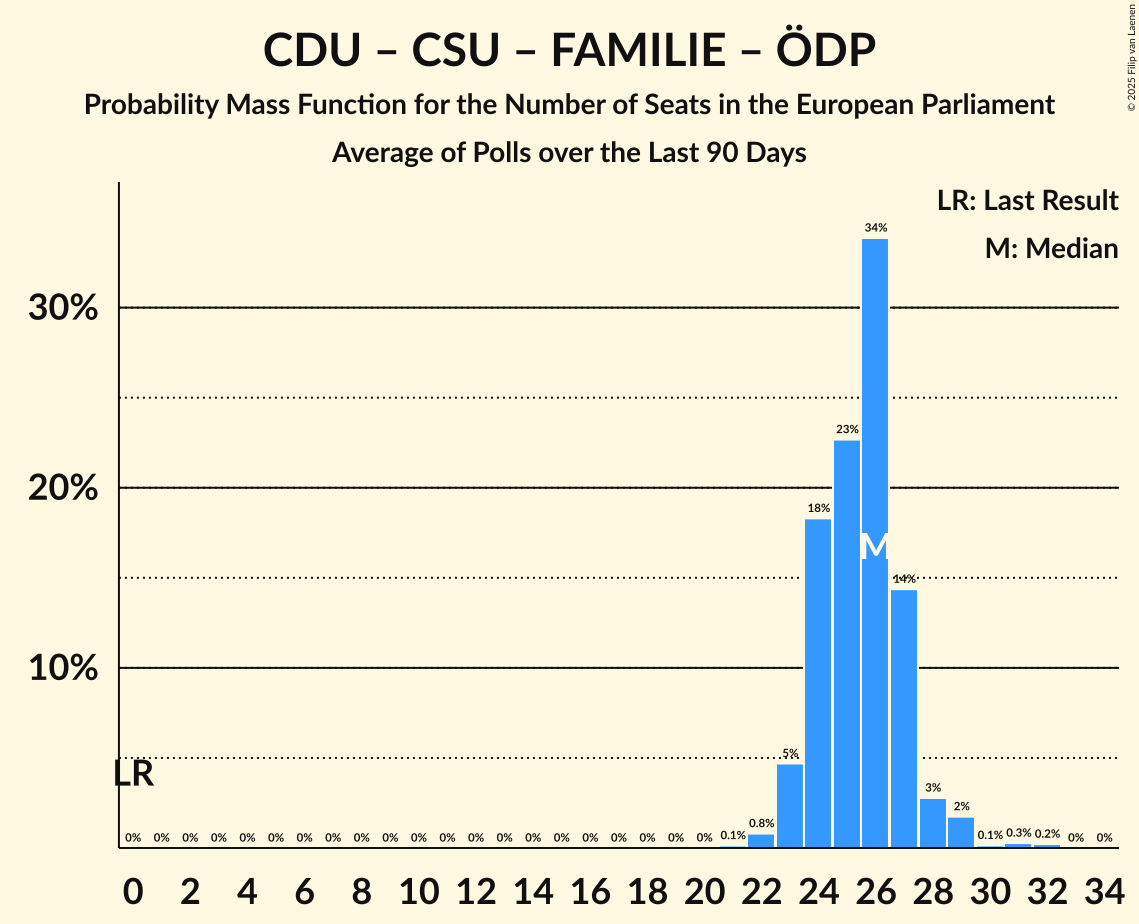 CDU – CSU – FAMILIE – ÖDP
Probability Mass Function for the Number of Seats in the European Parliament
Average of Polls over the Last 90 Days
© 2025 Filip van Laenen
LR: Last Result
M: Median
34%
30%
23%
20%
18%
M
14%
10%
5%
LR
3%
2%
0% 0% 0% 0% 0% 0% 0% 0% 0% 0% 0% 0% 0% 0% 0% 0% 0% 0% 0% 0% 0% 0.1% 0.8% 0.1% 0.3% 0.2% 0% 0%
0 2 4 6 8 10 12 14 16 18 20 22 24 26 28 30 32 34